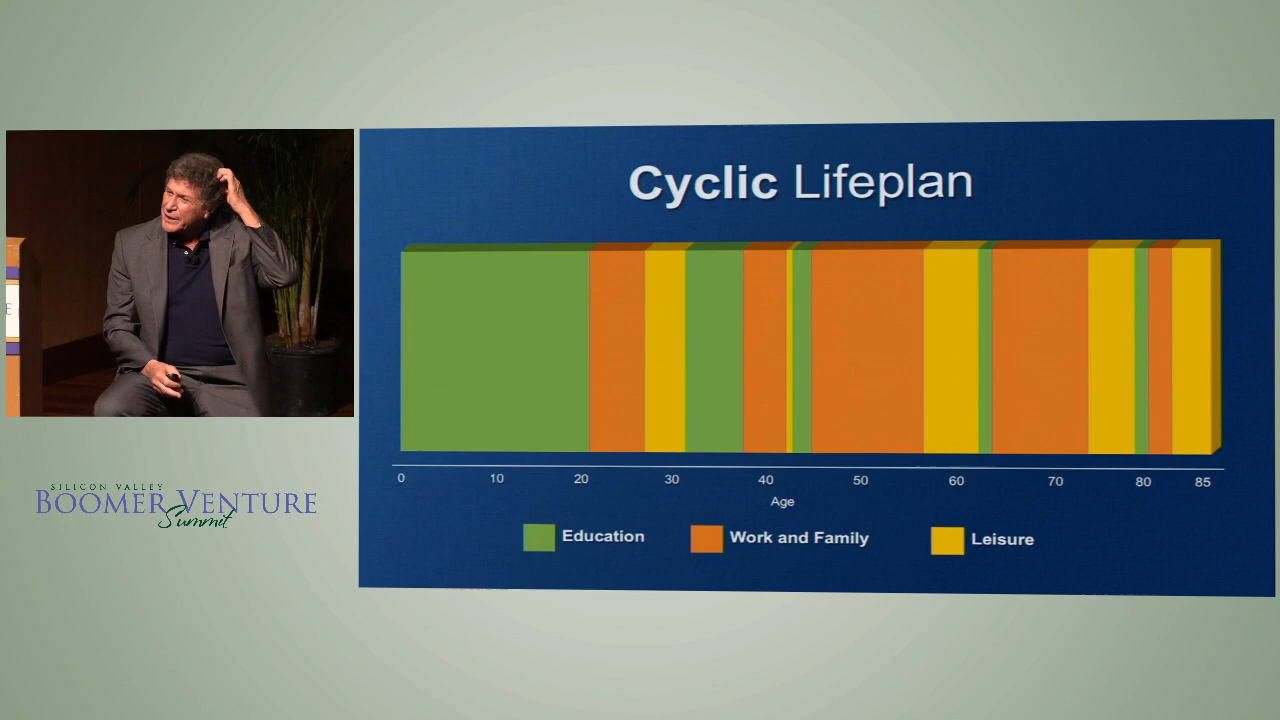 Cyclic Lifeplan
0 10 20 30 40 50 60 70 80 85
Age
Education Work and Family Leisure
E
SILICON VALLEY
BOOMER VENTURE
Summit